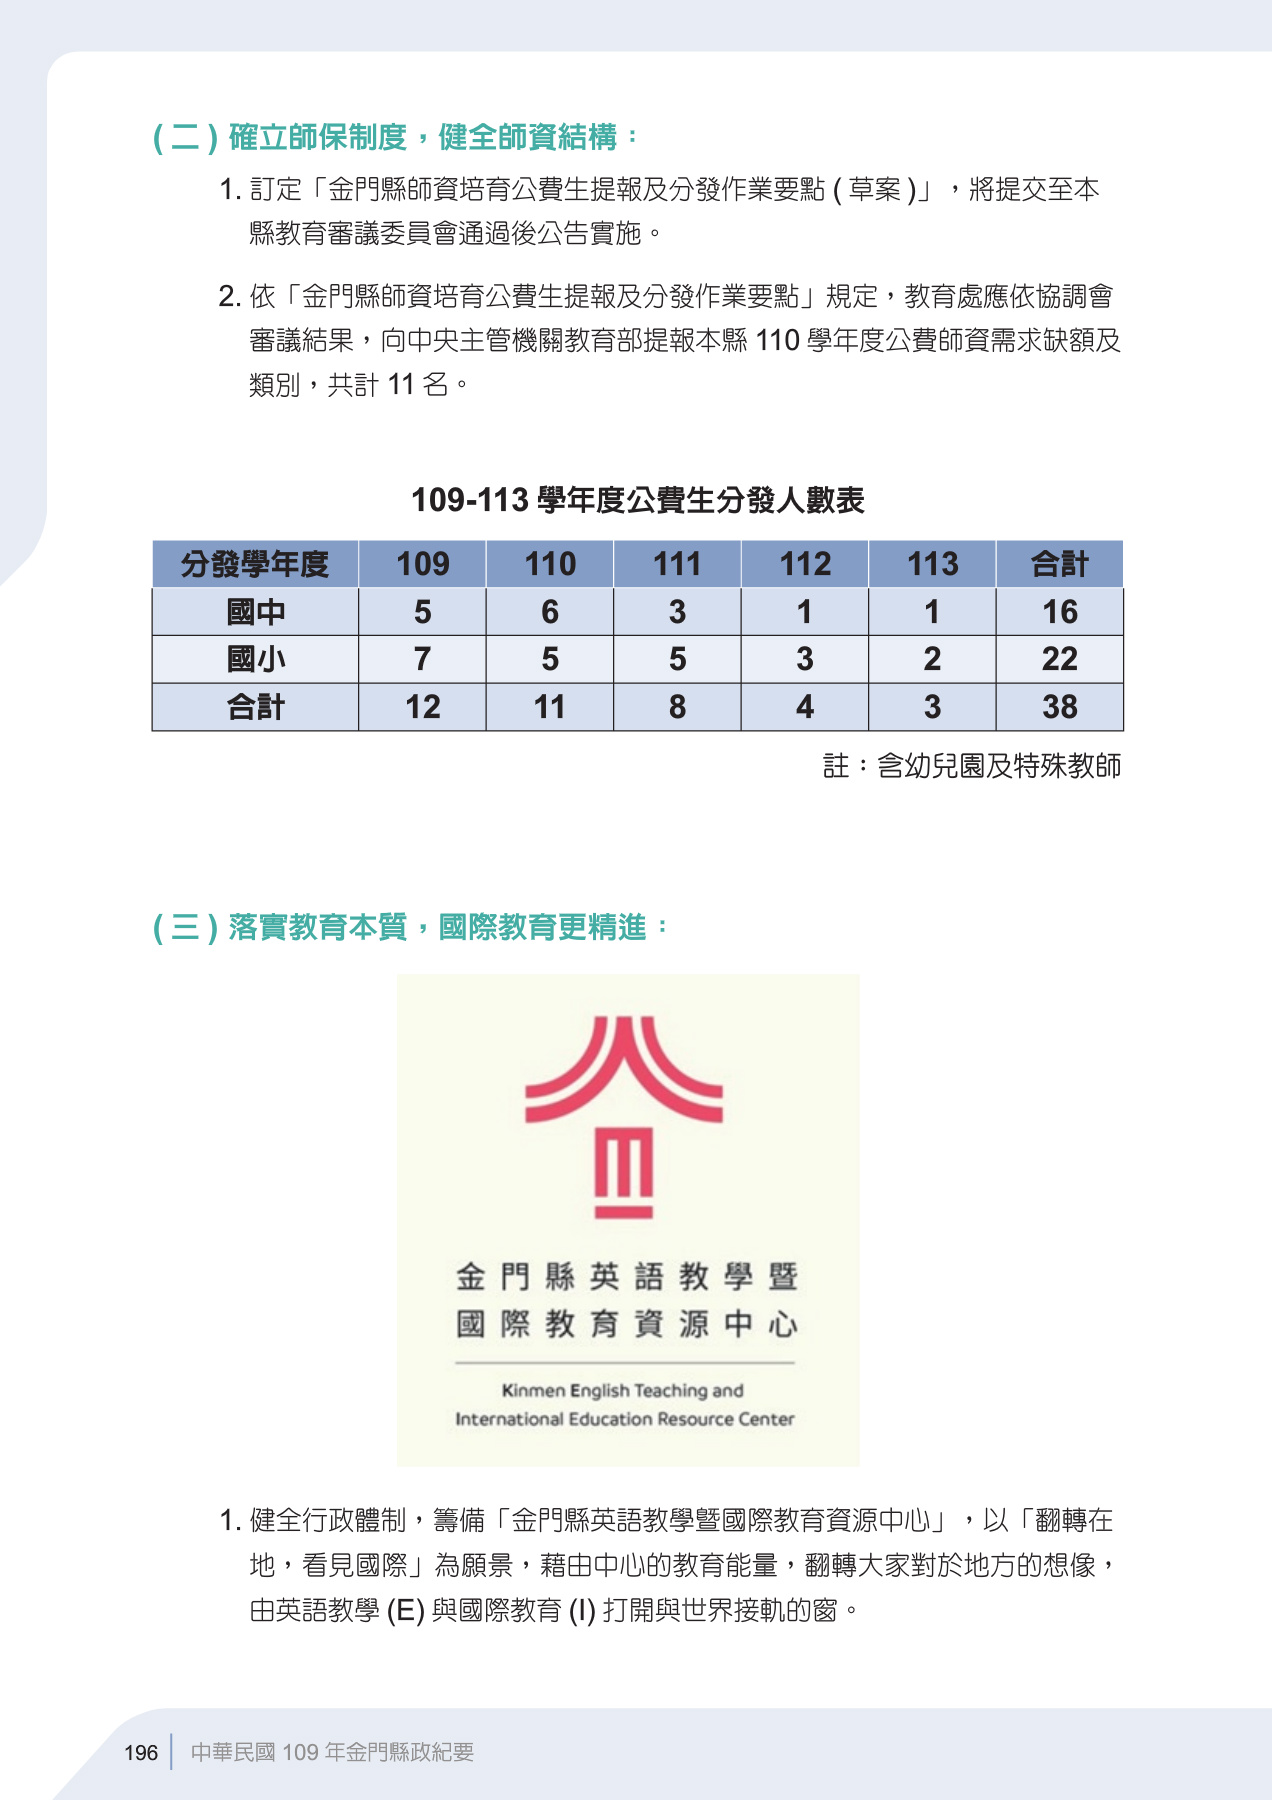 (二) 確立師保制度，健全師資結構：
1. 訂定「金門縣師資培育公費生提報及分發作業要點 ( 草案 )」，將提交至本
縣教育審議委員會通過後公告實施。
2. 依「金門縣師資培育公費生提報及分發作業要點」規定，教育處應依協調會
審議結果，向中央主管機關教育部提報本縣 110 學年度公費師資需求缺額及
類別，共計 11 名。
109-113 學年度公費生分發人數表
分發學年度 109 110 111 112 113 合計
國中 5 6 3 1 1 16
國小 7 5 5 3 2 22
合計 12 11 8 4 3 38
註：含幼兒園及特殊教師
(三) 落實教育本質，國際教育更精進：
金門縣英語教學暨
國際教育資源中心
Kinmen English Teaching and
International Education Resource Center
1. 健全行政體制，籌備「金門縣英語教學暨國際教育資源中心」，以「翻轉在
地，看見國際」為願景，藉由中心的教育能量，翻轉大家對於地方的想像，
由英語教學 (E) 與國際教育 (I) 打開與世界接軌的窗。
196 中華民國 109 年金門縣政紀要